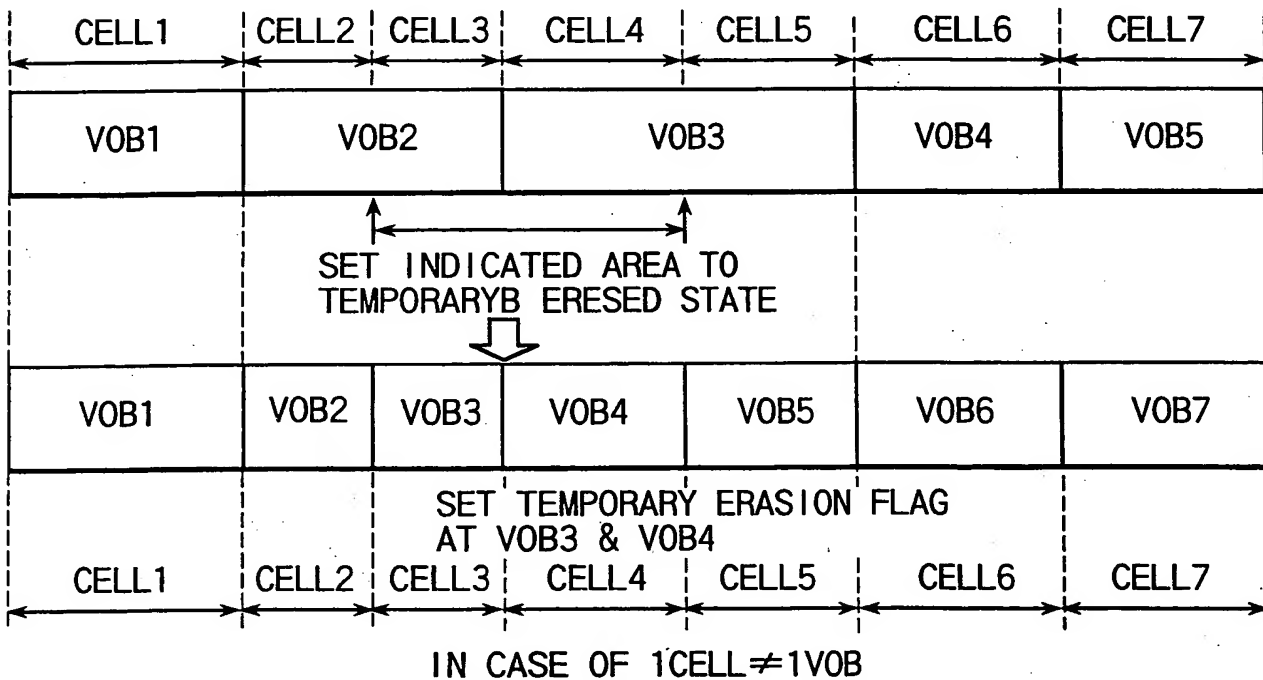 CELL1 CELL2 CELL3 CELL4 CELL5 CELL6 CELL7
VOB1 VOB2 VOB3 VOB4 VOB5
SET INDICATED AREA TO
TEMPORARYB ERESED STATE
VOB1 VOB2 VOB3 VOB4 VOB5 VOB6 VOB7
SET TEMPORARY ERASION FLAG
AT VOB3 & VOB4
CELL1 CELL2 CELL3 CELL4 CELL5 CELL6 CELL7
IN CASE OF 1CELL≠1VOB